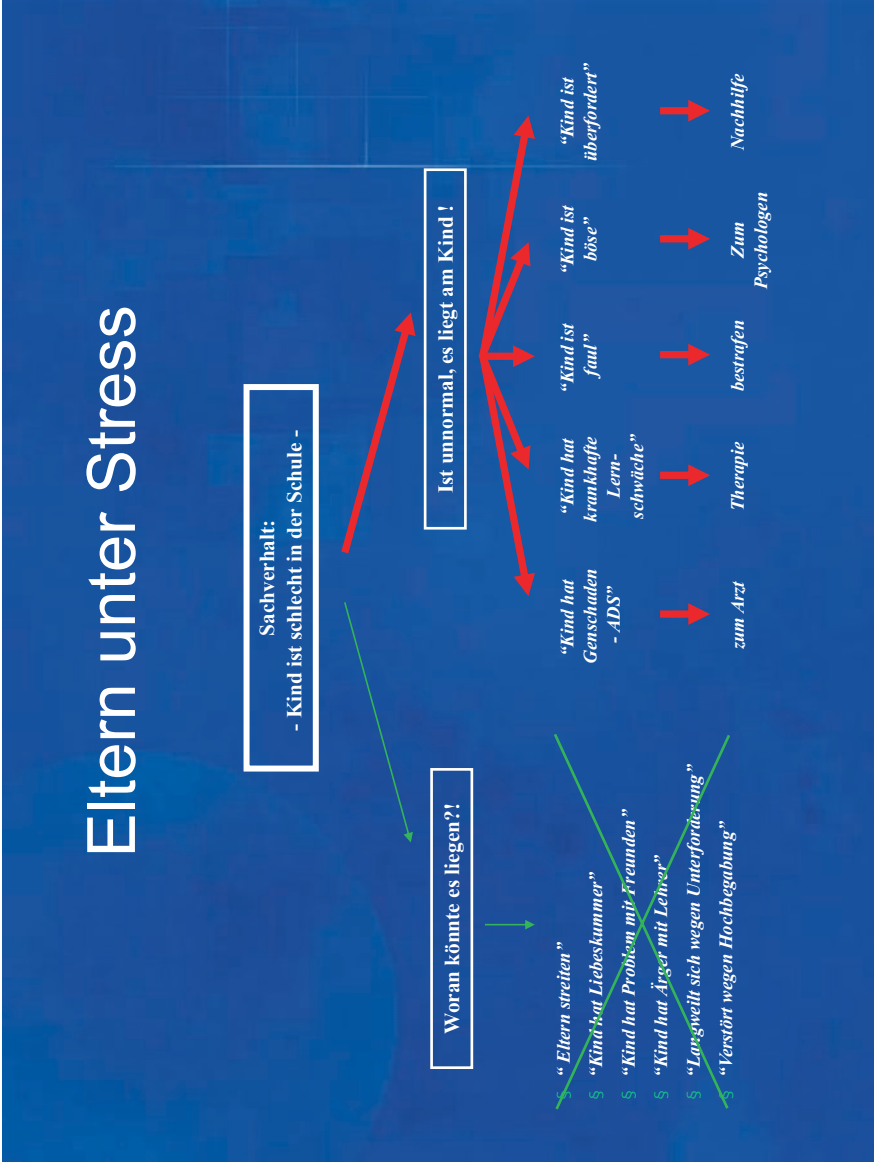 Eltern unter Stress
Sachverhalt:
- Kind ist schlecht in der Schule -
Woran könnte es liegen?!
§ “ Eltern streiten”
§ “Kind hat Liebeskummer”
§ “Kind hat Problem mit Freunden”
§ “Kind hat Ärger mit Lehrer”
§ “Langweilt sich wegen Unterforderung”
§ “Verstört wegen Hochbegabung”
Ist unnormal, es liegt am Kind !
“Kind hat
Genschaden
- ADS”
zum Arzt
“Kind hat
krankhafte
Lern-
schwüche”
Therapie
“Kind ist
faul”
bestrafen
“Kind ist
böse”
Zum
Psychologen
“Kind ist
überfordert”
Nachhilfe